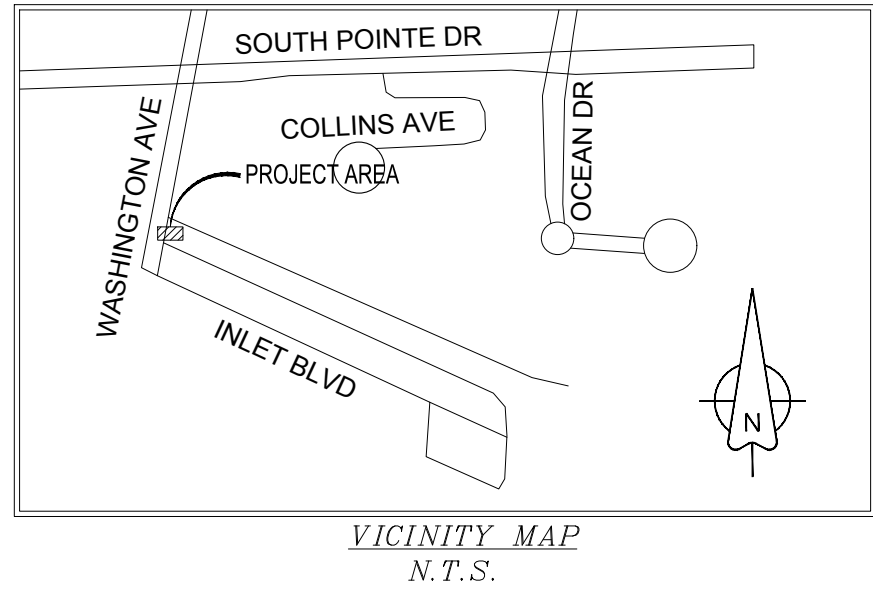 SOUTH POINTE DR
COLLINS AVE
OCEAN DR
WASHINGTON AVE
PROJECT AREA
INLET BLVD
N
VICINITY MAP
N.T.S.